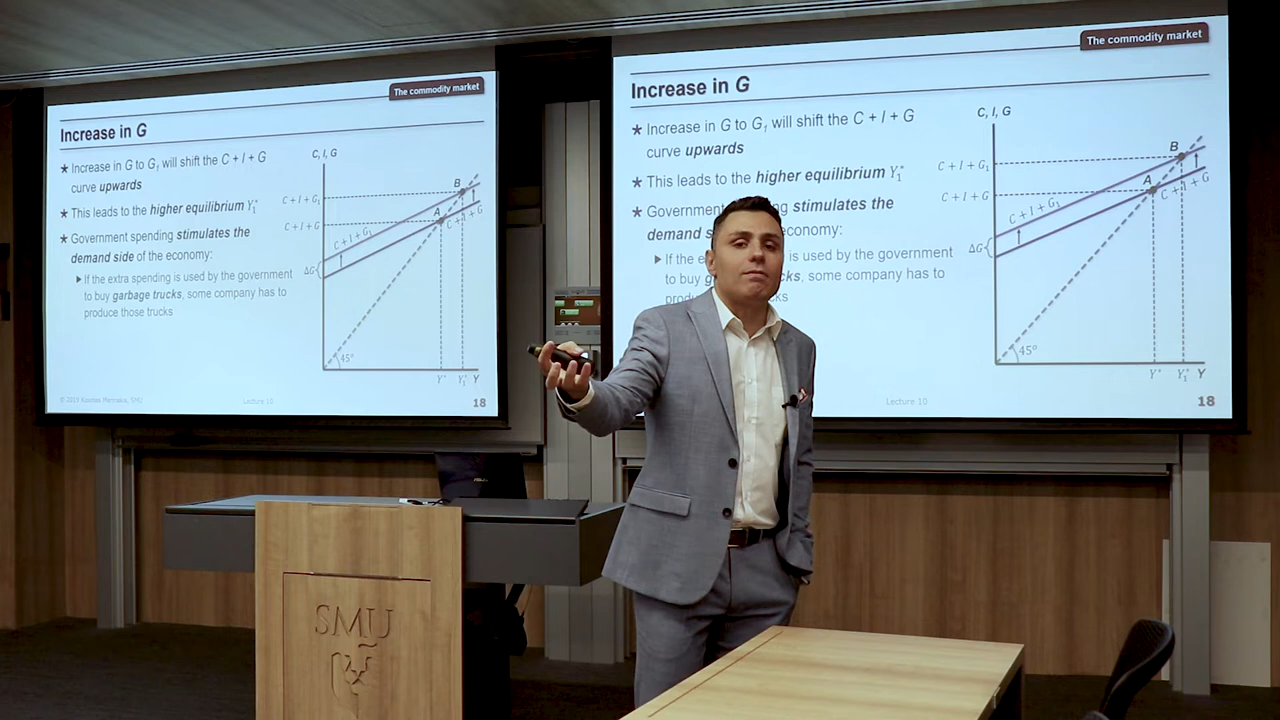 The commodity market
Increase in G
★ Increase in G to G₁ will shift the C + I + G
curve upwards
★ This leads to the higher equilibrium Y₁*
★ Government spending stimulates the
demand side of the economy:
▶ If the extra spending is used by the government
to buy garbage trucks, some company has to
produce those trucks
C, I, G
C + I + G₁
C + I + G
ΔG
C + I + G₁
C + I + G
A
B
45°
Y*
Y₁*
Y
Lecture 10
18
The commodity market
Increase in G
★ Increase in G to G₁ will shift the C + I + G
curve upwards
★ This leads to the higher equilibrium Y₁*
★ Government stimulates the
demand economy:
▶ If the is used by the government
some company has to
C, I, G
C + I + G₁
C + I + G
ΔG
C + I + G₁
C + I + G
A
B
45°
Y*
Y₁*
Y
Lecture 10
18
SMU